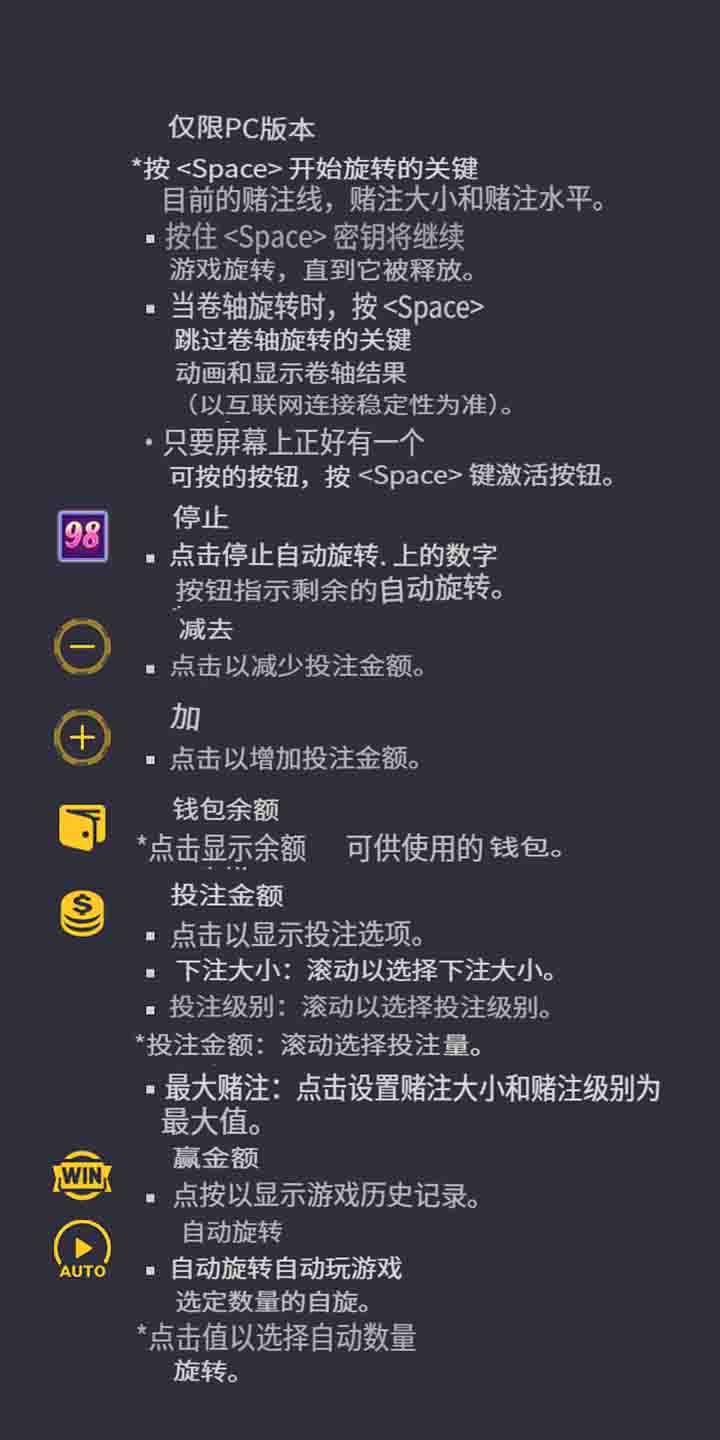 仅限PC版本
*按 <Space> 开始旋转的关键
目前的赌注线，赌注大小和赌注水平。
▪ 按住 <Space> 密钥将继续
游戏旋转，直到它被释放。
▪ 当卷轴旋转时，按 <Space>
跳过卷轴旋转的关键
动画和显示卷轴结果
（以互联网连接稳定性为准）。
• 只要屏幕上正好有一个
可按的按钮，按 <Space> 键激活按钮。
98
停止
▪ 点击停止自动旋转. 上的数字
按钮指示剩余的自动旋转。
减去
▪ 点击以减少投注金额。
加
▪ 点击以增加投注金额。
钱包余额
*点击显示余额 可供使用的 钱包。
$
投注金额
▪ 点击以显示投注选项。
▪ 下注大小：滚动以选择下注大小。
▪ 投注级别：滚动以选择投注级别。
*投注金额：滚动选择投注量。
▪ 最大赌注：点击设置赌注大小和赌注级别为
最大值。
WIN
赢金额
▪ 点按以显示游戏历史记录。
AUTO
自动旋转
▪ 自动旋转自动玩游戏
选定数量的自旋。
*点击值以选择自动数量
旋转。